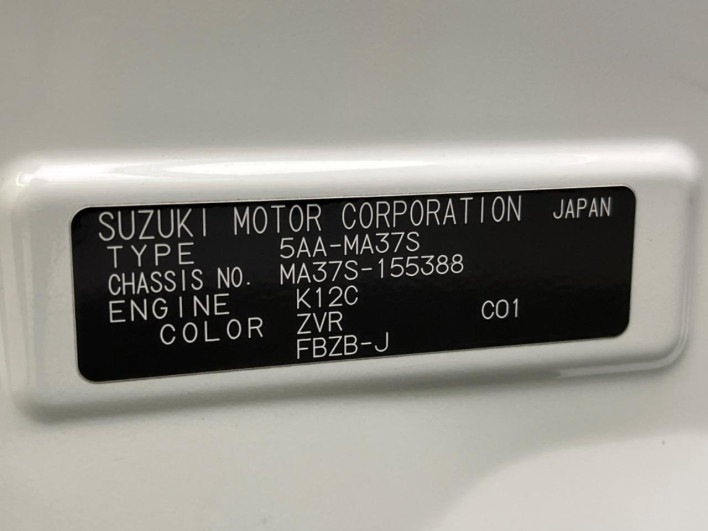 SUZUKI MOTOR CORPORATION JAPAN
TYPE 5AA-MA37S
CHASSIS NO. MA37S-155388
ENGINE K12C
COLOR ZVR C01
FBZB-J